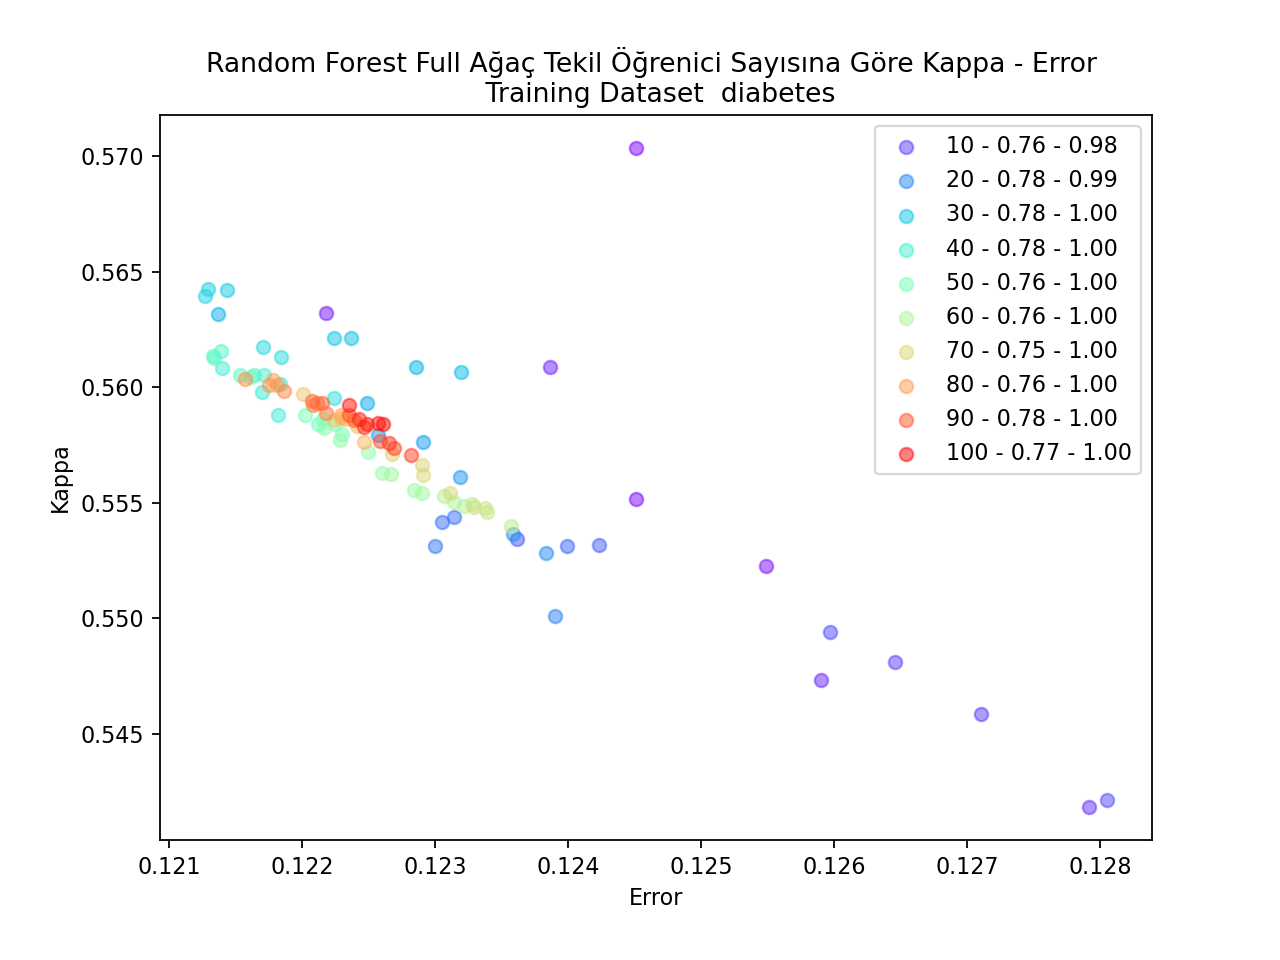 Random Forest Full Ağaç Tekil Öğrenici Sayısına Göre Kappa - Error
Training Dataset  diabetes
10 - 0.76 - 0.98
20 - 0.78 - 0.99
30 - 0.78 - 1.00
40 - 0.78 - 1.00
50 - 0.76 - 1.00
60 - 0.76 - 1.00
70 - 0.75 - 1.00
80 - 0.76 - 1.00
90 - 0.78 - 1.00
100 - 0.77 - 1.00
Kappa
0.570
0.565
0.560
0.555
0.550
0.545
0.121
0.122
0.123
0.124
0.125
0.126
0.127
0.128
Error